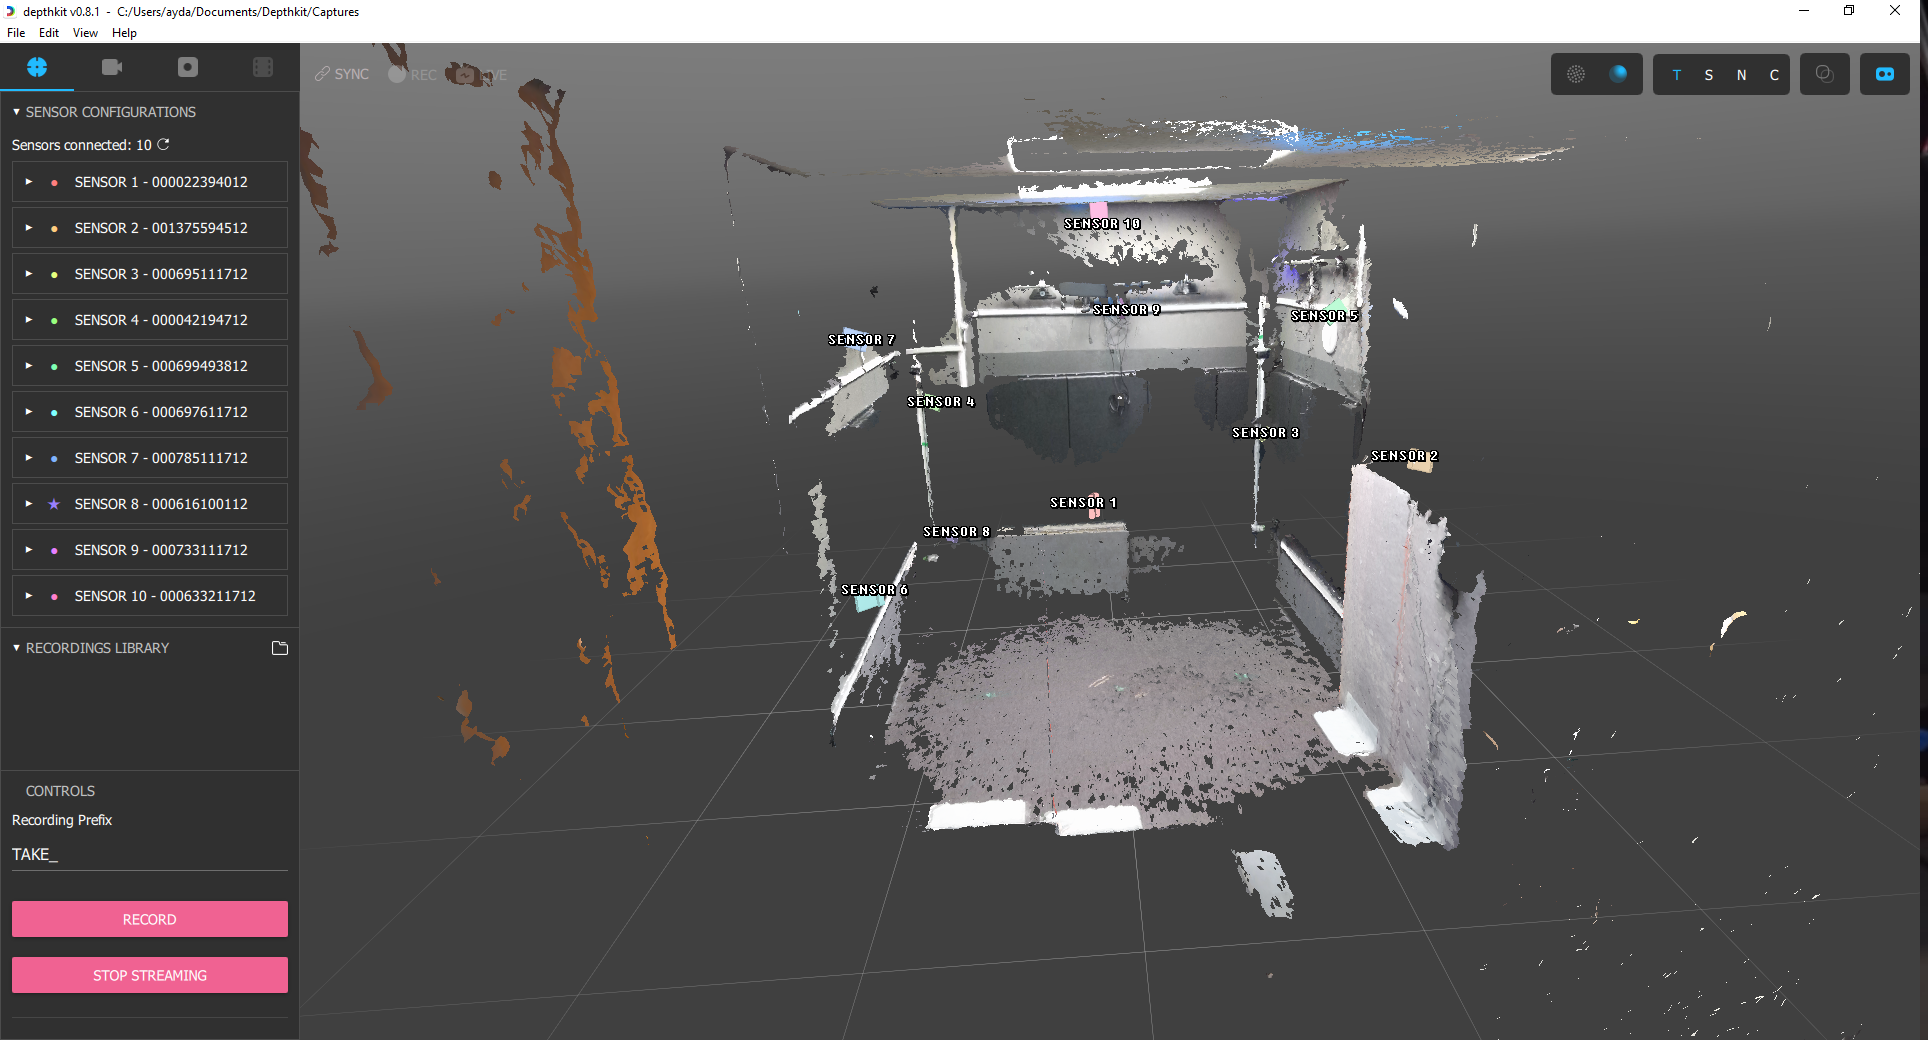 depthkit v0.8.1 - C:/Users/ayda/Documents/Depthkit/Captures
File Edit View Help
SYNC REC LIVE
T S N C
SENSOR CONFIGURATIONS
Sensors connected: 10
SENSOR 1 - 000022394012
SENSOR 2 - 001375594512
SENSOR 3 - 000695111712
SENSOR 4 - 000042194712
SENSOR 5 - 000699493812
SENSOR 6 - 000697611712
SENSOR 7 - 000785111712
SENSOR 8 - 000616100112
SENSOR 9 - 000733111712
SENSOR 10 - 000633211712
RECORDINGS LIBRARY
CONTROLS
Recording Prefix
TAKE_
RECORD
STOP STREAMING
SENSOR 10
SENSOR 9
SENSOR 5
SENSOR 7
SENSOR 4
SENSOR 3
SENSOR 2
SENSOR 1
SENSOR 8
SENSOR 6